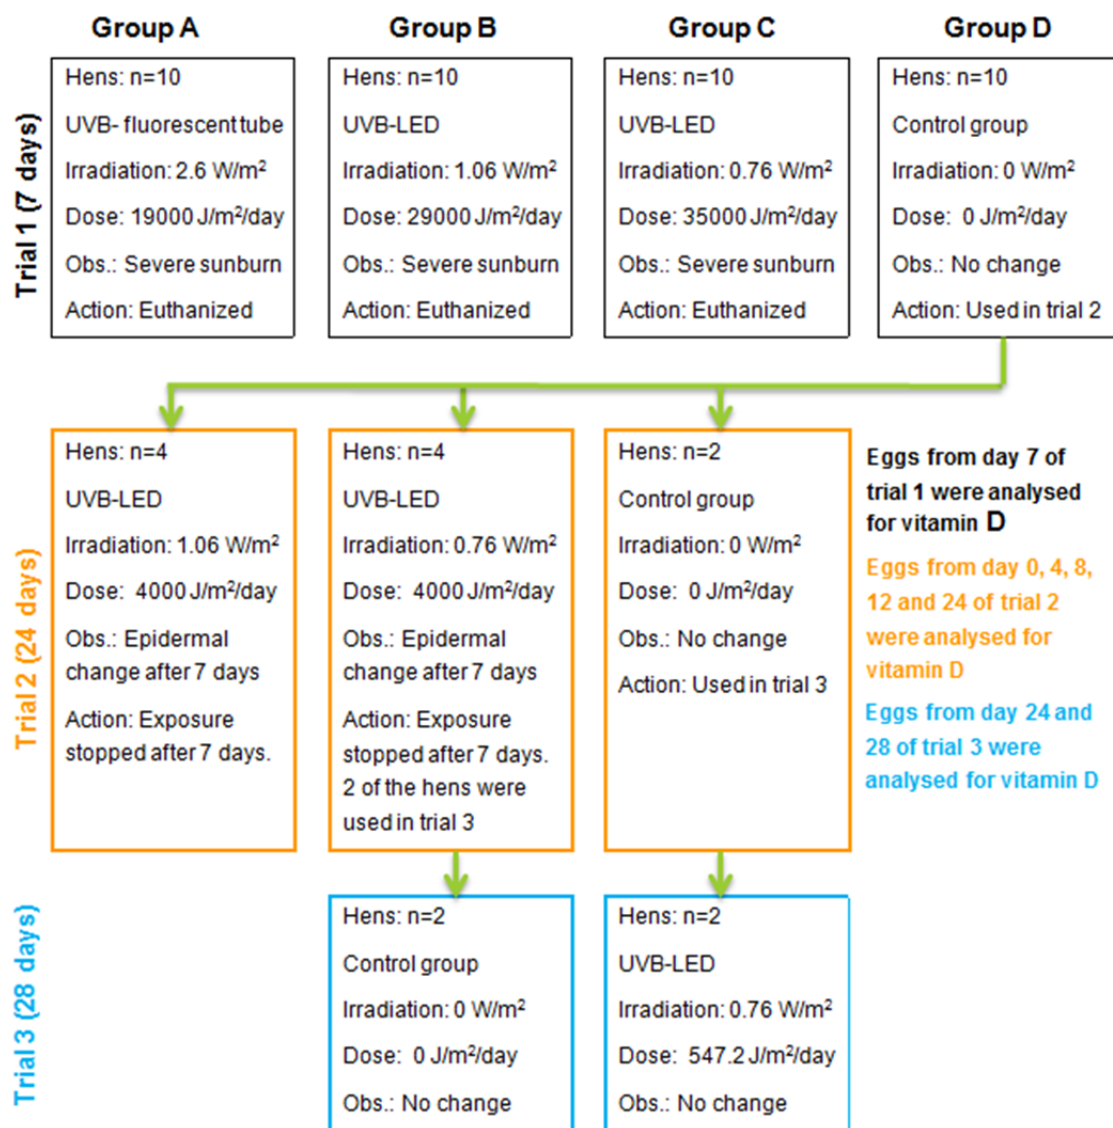 Group A
Group B
Group C
Group D
Trial 1 (7 days)
Hens: n=10
UVB- fluorescent tube
Irradiation: 2.6 W/m²
Dose: 19000 J/m²/day
Obs.: Severe sunburn
Action: Euthanized
Hens: n=10
UVB-LED
Irradiation: 1.06 W/m²
Dose: 29000 J/m²/day
Obs.: Severe sunburn
Action: Euthanized
Hens: n=10
UVB-LED
Irradiation: 0.76 W/m²
Dose: 35000 J/m²/day
Obs.: Severe sunburn
Action: Euthanized
Hens: n=10
Control group
Irradiation: 0 W/m²
Dose: 0 J/m²/day
Obs.: No change
Action: Used in trial 2
Trial 2 (24 days)
Hens: n=4
UVB-LED
Irradiation: 1.06 W/m²
Dose: 4000 J/m²/day
Obs.: Epidermal
change after 7 days
Action: Exposure
stopped after 7 days.
Hens: n=4
UVB-LED
Irradiation: 0.76 W/m²
Dose: 4000 J/m²/day
Obs.: Epidermal
change after 7 days
Action: Exposure
stopped after 7 days.
2 of the hens were
used in trial 3
Hens: n=2
Control group
Irradiation: 0 W/m²
Dose: 0 J/m²/day
Obs.: No change
Action: Used in trial 3
Eggs from day 7 of
trial 1 were analysed
for vitamin D
Eggs from day 0, 4, 8,
12 and 24 of trial 2
were analysed for
vitamin D
Eggs from day 24 and
28 of trial 3 were
analysed for vitamin D
Trial 3 (28 days)
Hens: n=2
Control group
Irradiation: 0 W/m²
Dose: 0 J/m²/day
Obs.: No change
Hens: n=2
UVB-LED
Irradiation: 0.76 W/m²
Dose: 547.2 J/m²/day
Obs.: No change